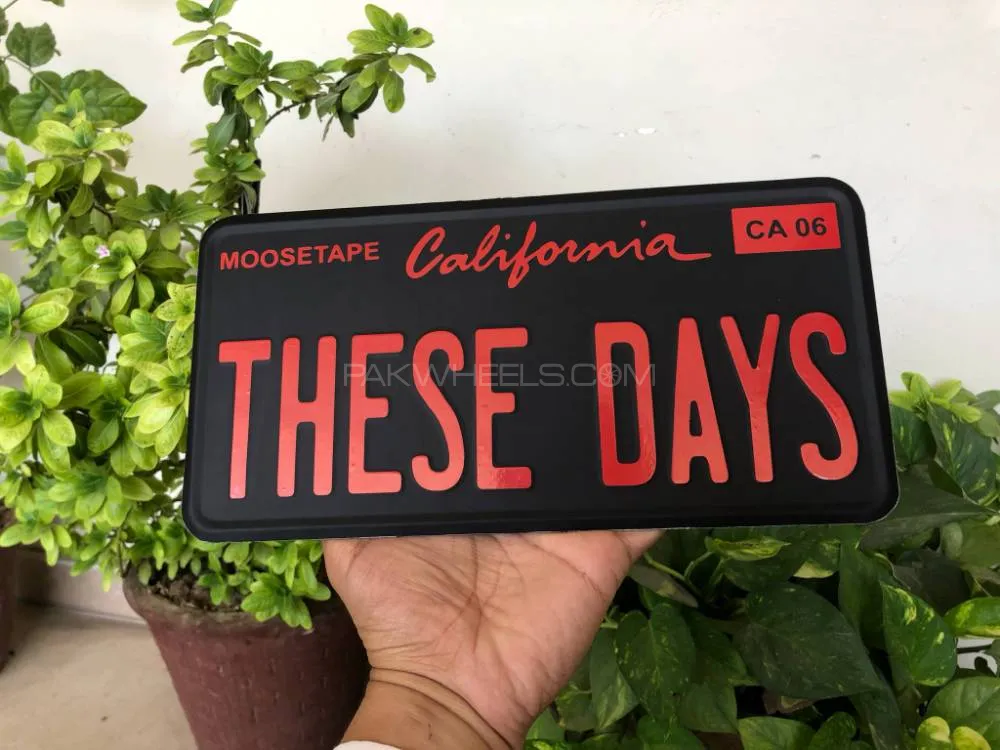 MOOSETAPE California CA 06
THESE DAYS
PAKWHEELS.COM